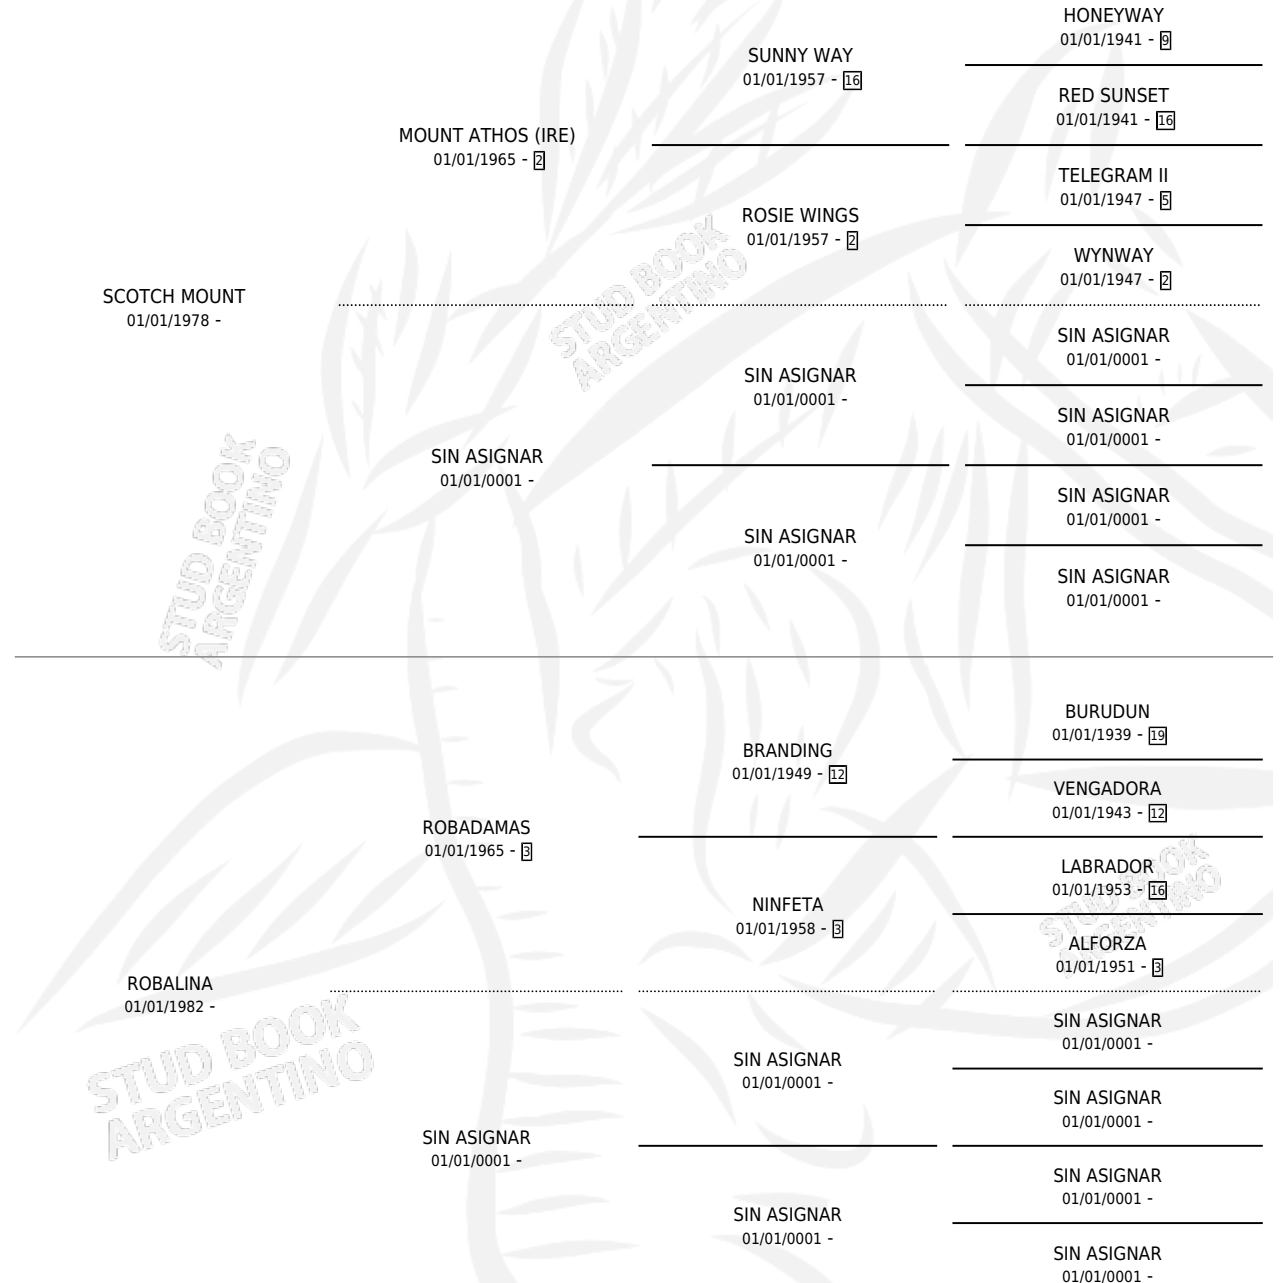 HONEYWAY
01/01/1941 - 9
SUNNY WAY
01/01/1957 - 16
RED SUNSET
01/01/1941 - 16
MOUNT ATHOS (IRE)
01/01/1965 - 2
TELEGRAM II
01/01/1947 - 5
ROSIE WINGS
01/01/1957 - 2
WYNWAY
01/01/1947 - 2
SCOTCH MOUNT
01/01/1978 -
SIN ASIGNAR
01/01/0001 -
SIN ASIGNAR
01/01/0001 -
SIN ASIGNAR
01/01/0001 -
SIN ASIGNAR
01/01/0001 -
SIN ASIGNAR
01/01/0001 -
SIN ASIGNAR
01/01/0001 -
SIN ASIGNAR
01/01/0001 -
STUD BOOK
ARGENTINO
STUD BOOK
ARGENTINO
BURUDUN
01/01/1939 - 19
BRANDING
01/01/1949 - 12
VENGADORA
01/01/1943 - 12
ROBADAMAS
01/01/1965 - 3
LABRADOR
01/01/1953 - 16
NINFETA
01/01/1958 - 3
ALFORZA
01/01/1951 - 3
ROBALINA
01/01/1982 -
SIN ASIGNAR
01/01/0001 -
SIN ASIGNAR
01/01/0001 -
SIN ASIGNAR
01/01/0001 -
SIN ASIGNAR
01/01/0001 -
SIN ASIGNAR
01/01/0001 -
SIN ASIGNAR
01/01/0001 -
SIN ASIGNAR
01/01/0001 -
STUD BOOK
ARGENTINO
STUD BOOK
ARGENTINO